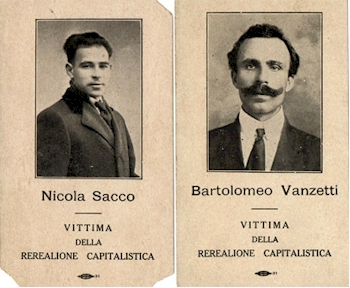 Nicola Sacco
VITTIMA
DELLA
REREALIONE CAPITALISTICA
Bartolomeo Vanzetti
VITTIMA
DELLA
REREALIONE CAPITALISTICA